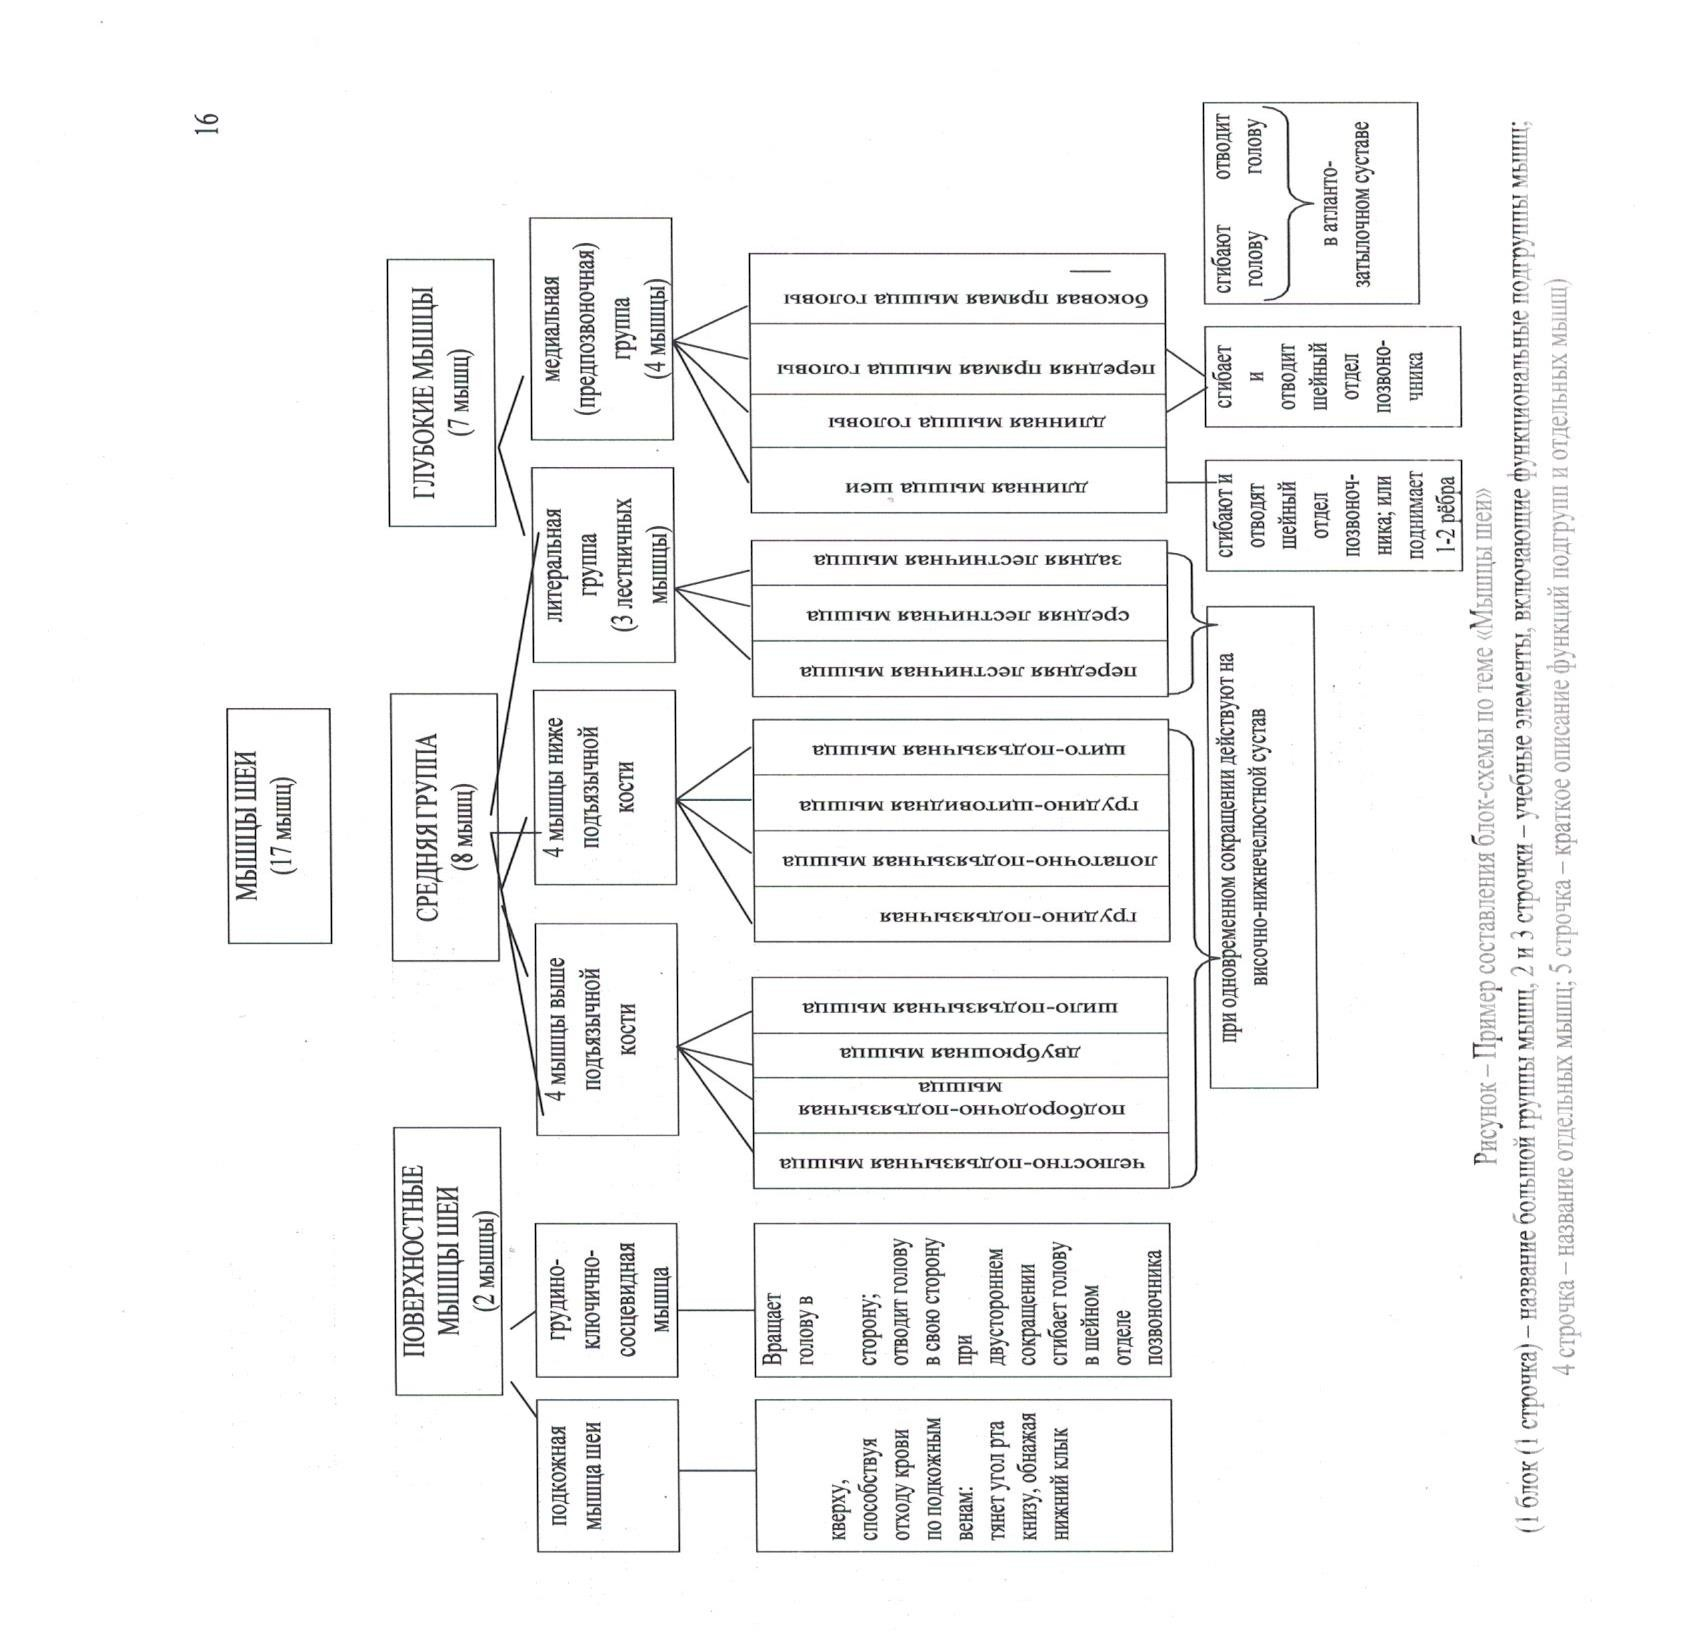 16
МЫШЦЫ ШЕИ
(17 мышц)
ПОВЕРХНОСТНЫЕ
МЫШЦЫ ШЕИ
(2 мышцы)
СРЕДНЯЯ ГРУППА
(8 мышц)
ГЛУБОКИЕ МЫШЦЫ
(7 мышц)
подкожная
мышца шеи
грудино-
ключично-
сосцевидная
мышца
4 мышцы выше
подъязычной
кости
4 мышцы ниже
подъязычной
кости
литеральная
группа
(3 лестничных
мышцы)
медиальная
(предпозвоночная)
группа
(4 мышцы)
кверху,
способствуя
отходу крови
по подкожным
венам:
тянет угол рта
книзу, обнажая
нижний клык
Вращает
голову в
сторону;
отводит голову
в свою сторону
при
двустороннем
сокращении
сгибает голову
в шейном
отделе
позвоночника
челюстно-подъязычная мышца
подбородочно-подъязычная
мышца
двубрюшная мышца
шило-подъязычная мышца
грудино-подъязычная
лопаточно-подъязычная мышца
грудино-щитовидная мышца
щито-подъязычная мышца
передняя лестничная мышца
средняя лестничная мышца
задняя лестничная мышца
длинная мышца шеи
длинная мышца головы
передняя прямая мышца головы
боковая прямая мышца головы
при одновременном сокращении действуют на
височно-нижнечелюстной сустав
сгибают и
отводят
шейный
отдел
позвоноч-
ника; или
поднимает
1-2 рёбра
сгибает
и
отводит
шейный
отдел
позвоно-
чника
сгибают отводит
голову голову
в атланто-
затылочном суставе
Рисунок – Пример составления блок-схемы по теме «Мышцы шеи»
(1 блок (1 строчка) – название большой группы мышц, 2 и 3 строчки – учебные элементы, включающие функциональные подгруппы мышц;
4 строчка – название отдельных мышц; 5 строчка – краткое описание функций подгрупп и отдельных мышц)